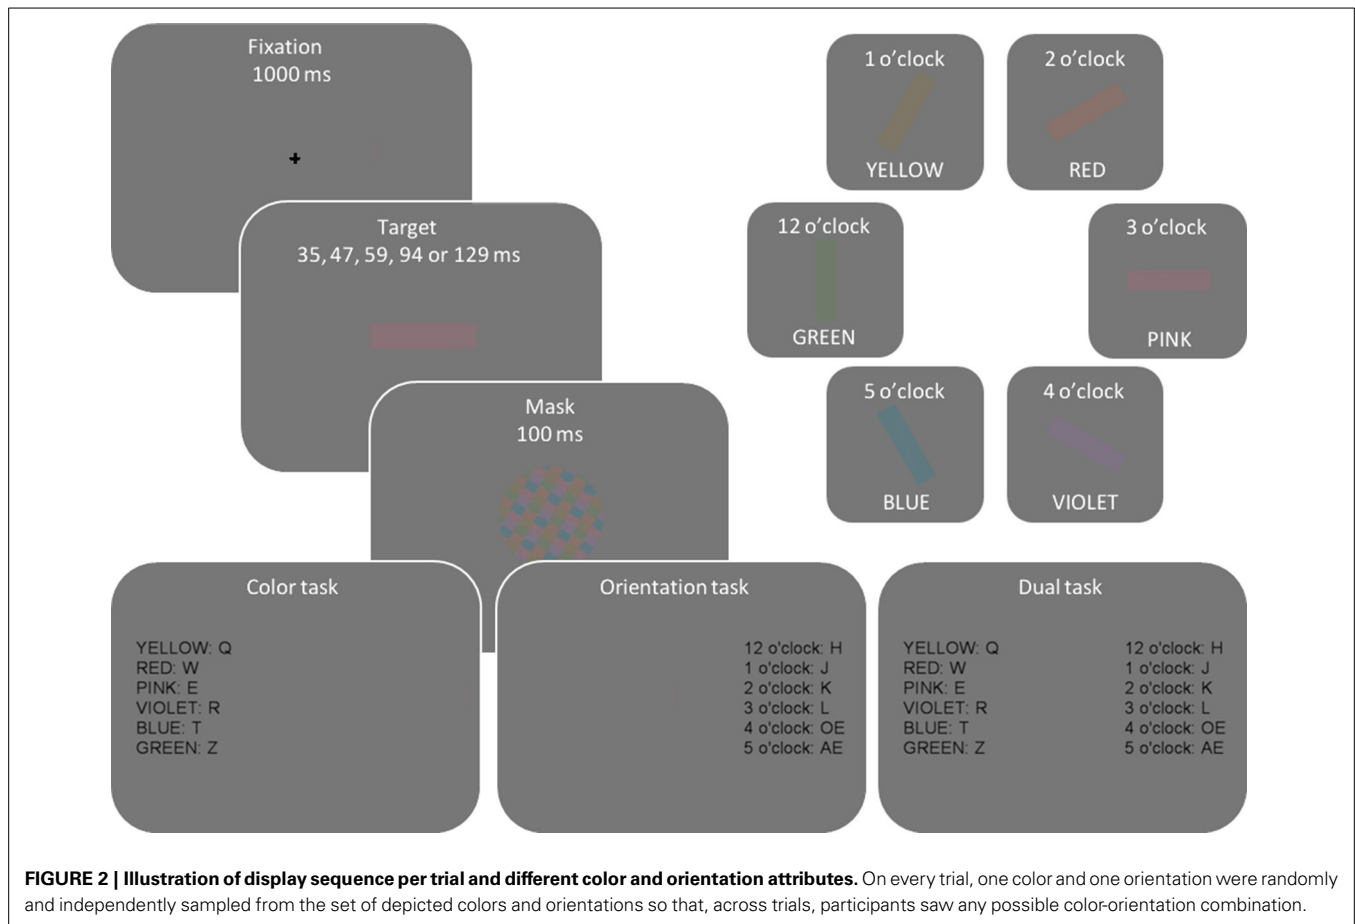 Fixation
1000 ms
Target
35, 47, 59, 94 or 129 ms
Mask
100 ms
1 o’clock
YELLOW
2 o’clock
RED
12 o’clock
GREEN
3 o’clock
PINK
5 o’clock
BLUE
4 o’clock
VIOLET
Color task
YELLOW: Q
RED: W
PINK: E
VIOLET: R
BLUE: T
GREEN: Z
Orientation task
12 o'clock: H
1 o'clock: J
2 o'clock: K
3 o'clock: L
4 o'clock: OE
5 o'clock: AE
Dual task
YELLOW: Q
RED: W
PINK: E
VIOLET: R
BLUE: T
GREEN: Z
12 o'clock: H
1 o'clock: J
2 o'clock: K
3 o'clock: L
4 o'clock: OE
5 o'clock: AE
FIGURE 2 | Illustration of display sequence per trial and different color and orientation attributes. On every trial, one color and one orientation were randomly
and independently sampled from the set of depicted colors and orientations so that, across trials, participants saw any possible color-orientation combination.